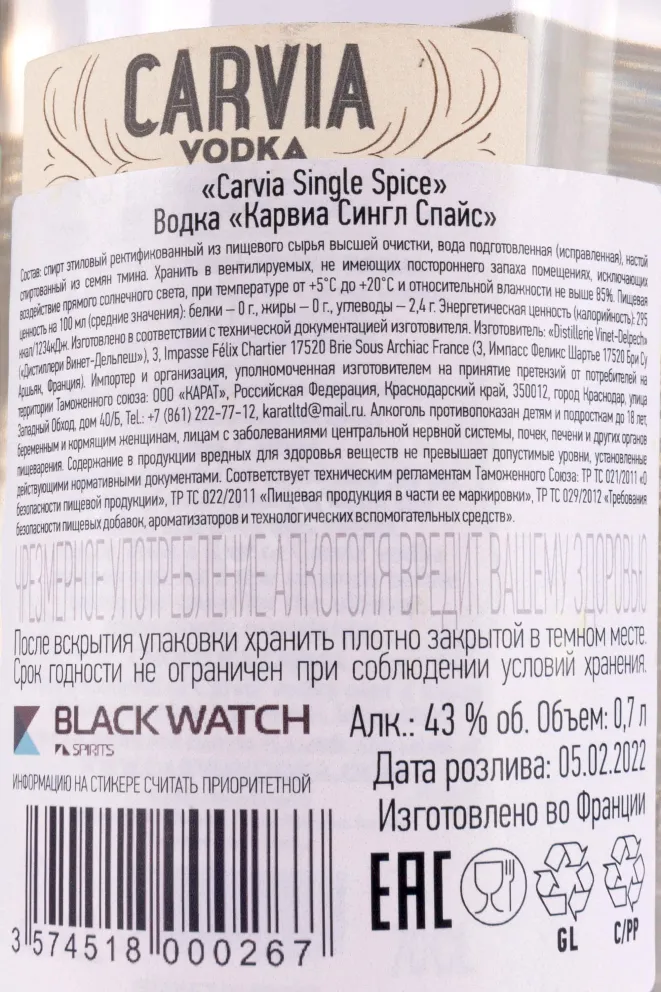 CARVIA
VODKA
«Carvia Single Spice»
Водка «Карвиа Сингл Спайс»
Состав: спирт этиловый ректификованный из пищевого сырья высшей очистки, вода подготовленная (исправленная), настой
спиртованный из семян тмина. Хранить в вентилируемых, не имеющих постороннего запаха помещениях, исключающих
воздействие прямого солнечного света, при температуре от +5°С до +20°С и относительной влажности не выше 85%. Пищевая
ценность на 100 мл (средние значения): белки – 0 г., жиры – 0 г., углеводы – 2,4 г. Энергетическая ценность (калорийность): 295
ккал/1234кДж. Изготовлено в соответствии с технической документацией изготовителя. Изготовитель: «Distillerie Vinet-Delpech»
(«Дистиллери Винет-Дельпеш»), 3, Impasse Félix Chartier 17520 Brie Sous Archiac France (3, Импасс Феликс Шартье 17520 Бри Су
Аршьяк, Франция). Импортер и организация, уполномоченная изготовителем на принятие претензий от потребителей на
территории Таможенного союза: ООО «КАРАТ», Российская Федерация, Краснодарский край, 350012, город Краснодар, улица
Западный Обход, дом 40/Б, Tel.: +7 (861) 222-77-12, karatltd@mail.ru. Алкоголь противопоказан детям и подросткам до 18 лет,
беременным и кормящим женщинам, лицам с заболеваниями центральной нервной системы, почек, печени и других органов
пищеварения. Содержание в продукции вредных для здоровья веществ не превышает допустимые уровни, установленные
действующими нормативными документами. Соответствует техническим регламентам Таможенного Союза: ТР ТС 021/2011 «О
безопасности пищевой продукции», ТР ТС 022/2011 «Пищевая продукция в части ее маркировки», ТР ТС 029/2012 «Требования
безопасности пищевых добавок, ароматизаторов и технологических вспомогательных средств».
ЧРЕЗМЕРНОЕ УПОТРЕБЛЕНИЕ АЛКОГОЛЯ ВРЕДИТ ВАШЕМУ ЗДОРОВЬЮ
После вскрытия упаковки хранить плотно закрытой в темном месте.
Срок годности не ограничен при соблюдении условий хранения.
BLACK WATCH
SPIRITS
ИНФОРМАЦИЮ НА СТИКЕРЕ СЧИТАТЬ ПРИОРИТЕТНОЙ
Алк.: 43 % об. Объем: 0,7 л
Дата розлива: 05.02.2022
Изготовлено во Франции
EAC
GL
C/PP
3 574518 000267